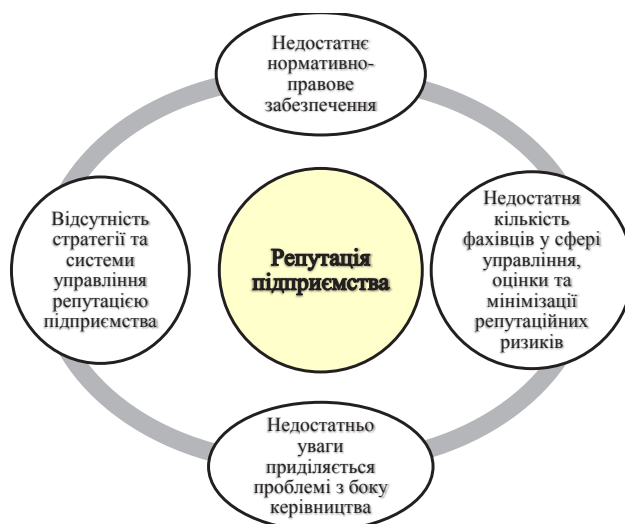 Недостатнє
нормативно-
правове
забезпечення
Відсутність
стратегії та
системи
управління
репутацією
підприємства
Репутація
підприємства
Недостатня
кількість
фахівців у сфері
управління,
оцінки та
мінімізації
репутаційних
ризиків
Недостатньо
уваги
приділяється
проблемі з боку
керівництва